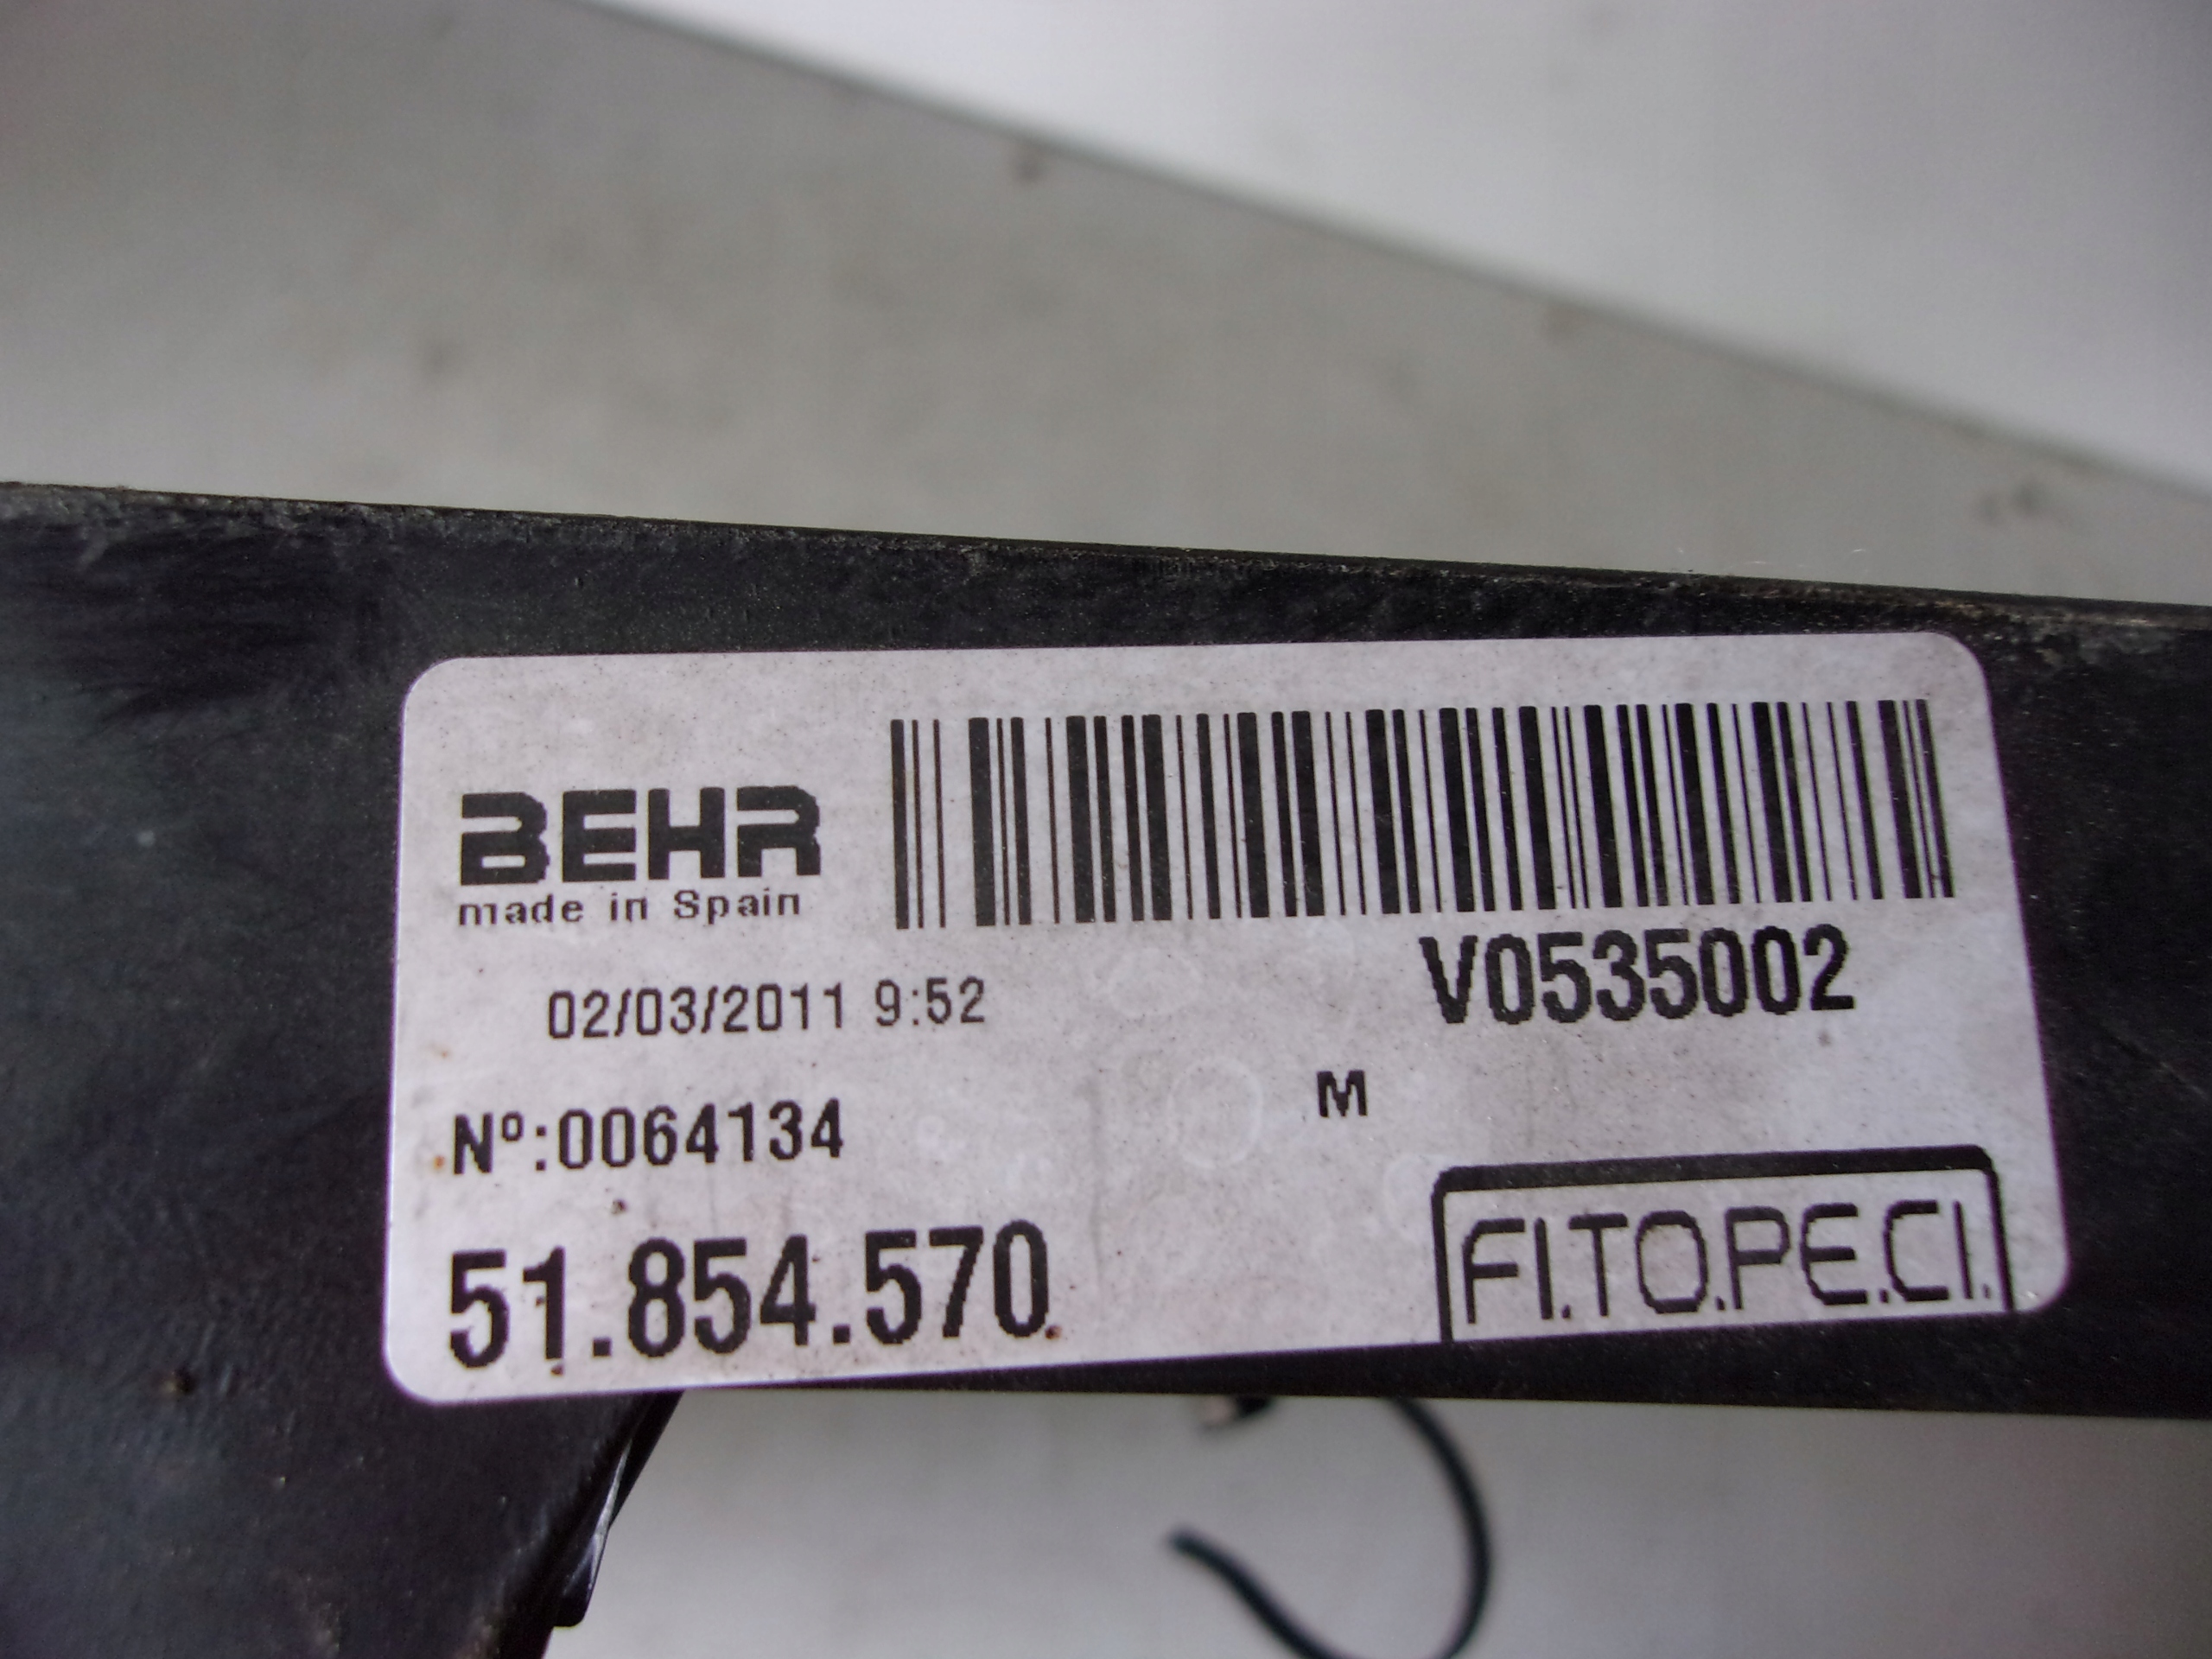 BEHR
made in Spain
V0535002
02/03/2011 9:52
M
Nº:0064134
51.854.570
FI.TO.PE.CI.